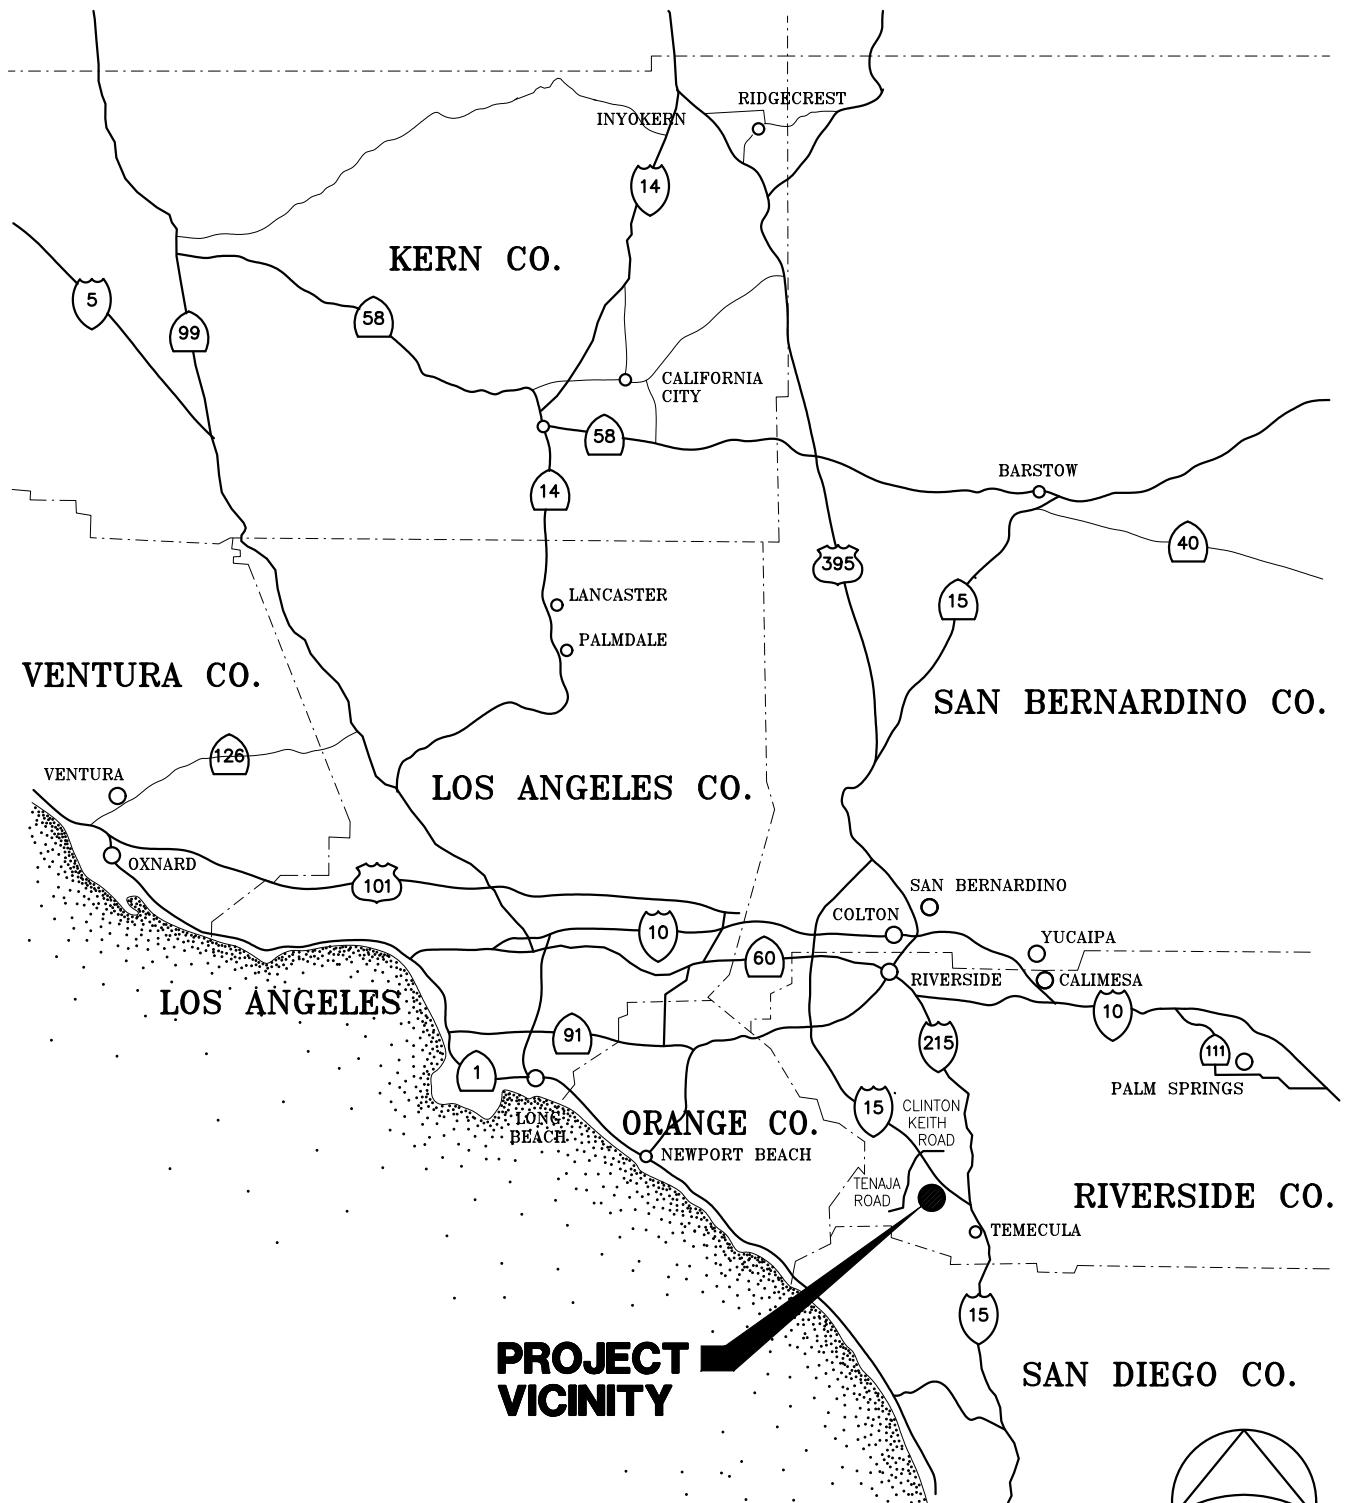 RIDGECREST
INYOKERN
14
KERN CO.
5
99
58
CALIFORNIA
CITY
58
BARSTOW
14
40
395
15
LANCASTER
PALMDALE
VENTURA CO.
SAN BERNARDINO CO.
126
VENTURA
LOS ANGELES CO.
OXNARD
101
SAN BERNARDINO
COLTON
10
YUCAIPA
60
RIVERSIDE
CALIMESA
LOS ANGELES
10
91
215
111
1
PALM SPRINGS
15
CLINTON
KEITH
ROAD
LONG
BEACH
ORANGE CO.
NEWPORT BEACH
TENAJA
ROAD
RIVERSIDE CO.
TEMECULA
15
PROJECT
VICINITY
SAN DIEGO CO.